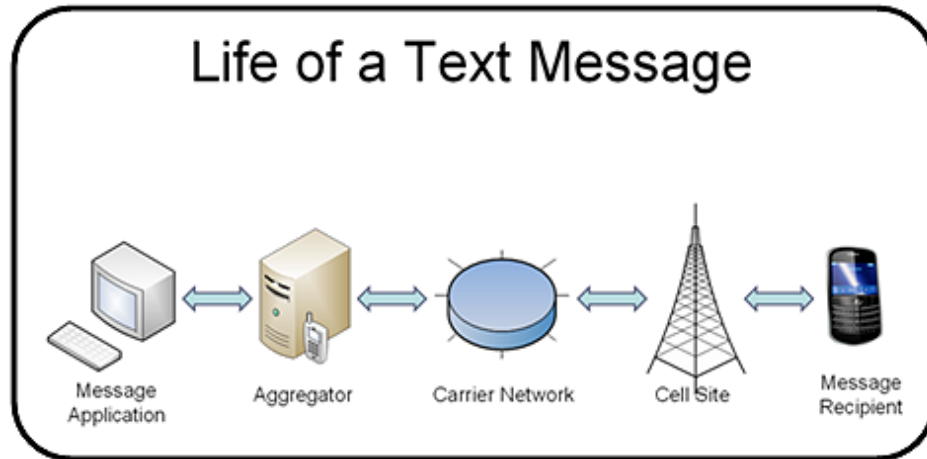 Life of a Text Message
Message
Application
Aggregator
Carrier Network
Cell Site
Message
Recipient